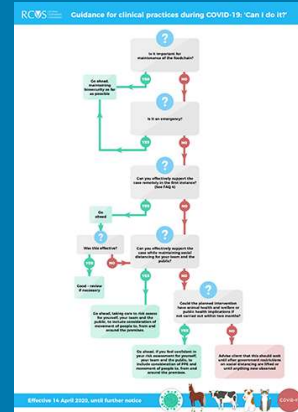 RCVS
Guidance for clinical practices during COVID-19: 'Can I do it?'
?
Is it important for
maintenance of the foodchain?
YES
NO
Go ahead,
maintaining
biosecurity as far
as possible
?
Is it an emergency?
YES
NO
?
Can you effectively support the
case remotely in the first instance?
(See FAQ 4)
YES
NO
Go
ahead
?
Was this effective?
YES
NO
?
Can you effectively support the
case while maintaining social
distancing for your team and the
public?
YES
NO
Good – review
if necessary
Go ahead, taking care to risk assess
for yourself, your team and the
public, to include consideration of
movement of people to, from and
around the premises.
?
Could the planned intervention
have animal health and welfare or
public health implications if
not carried out within two months?
YES
NO
Go ahead, if you feel confident in
your risk assessment for yourself,
your team and the public, to
include consideration of PPE and
movement of people to, from and
around the premises.
Advise client that this should wait
until after government restrictions
on social distancing are lifted or
until anything new observed
Effective 14 April 2020, until further notice
COVID-19